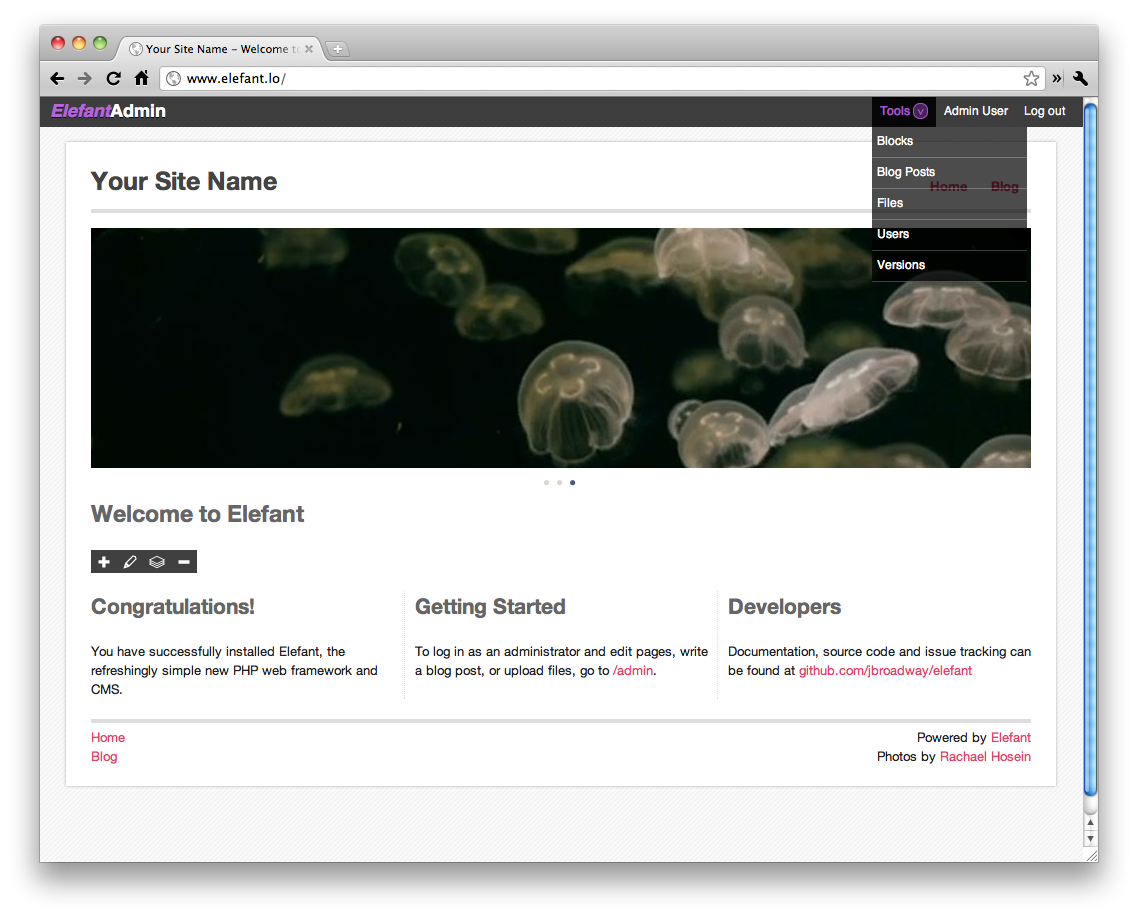 Your Site Name – Welcome to
www.elefant.lo/
ElefantAdmin
Tools
Admin User
Log out
Blocks
Blog Posts
Files
Users
Versions
Your Site Name
Home
Blog
Welcome to Elefant
Congratulations!
You have successfully installed Elefant, the
refreshingly simple new PHP web framework and
CMS.
Getting Started
To log in as an administrator and edit pages, write
a blog post, or upload files, go to /admin.
Developers
Documentation, source code and issue tracking can
be found at github.com/jbroadway/elefant
Home
Blog
Powered by Elefant
Photos by Rachael Hosein